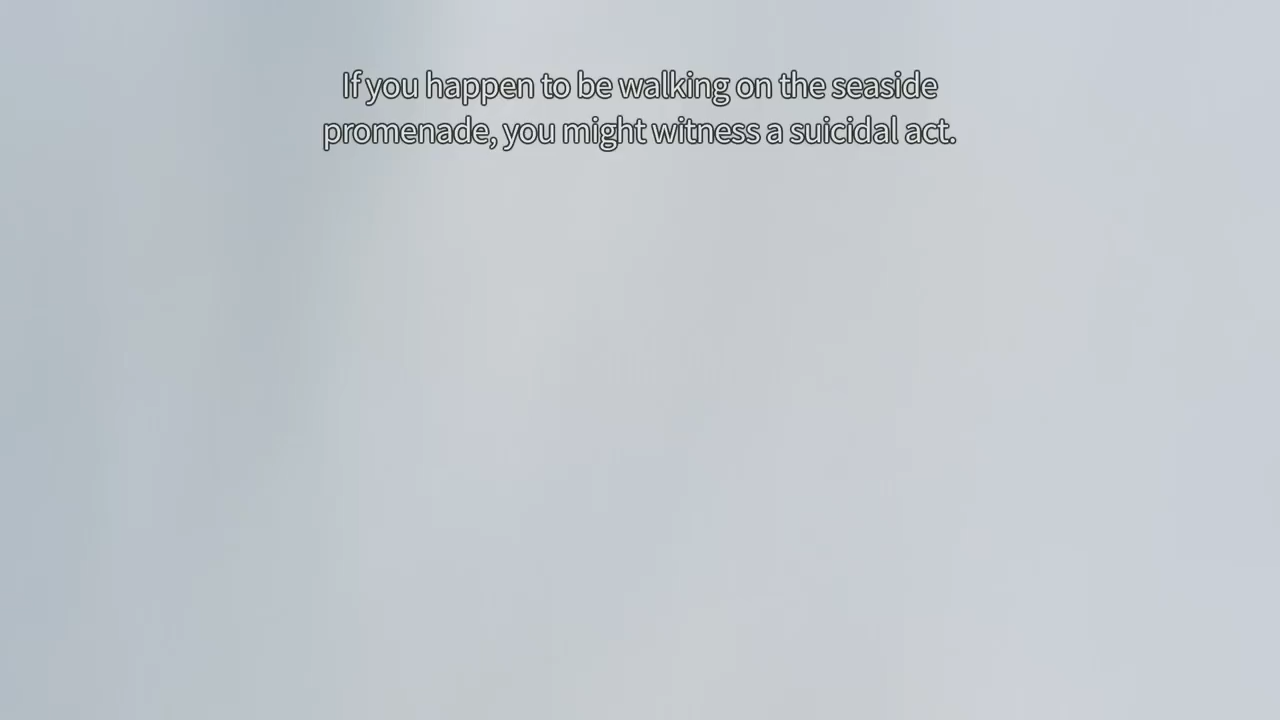 If you happen to be walking on the seaside
promenade, you might witness a suicidal act.